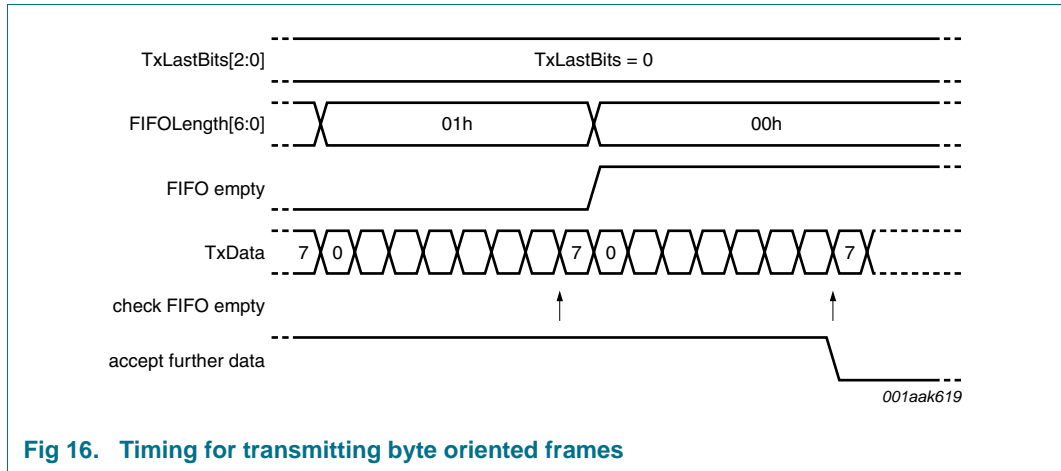 TxLastBits[2:0] TxLastBits = 0
FIFOLength[6:0] 01h 00h
FIFO empty
TxData 7 0 7 0 7
check FIFO empty
accept further data
001aak619
Fig 16. Timing for transmitting byte oriented frames